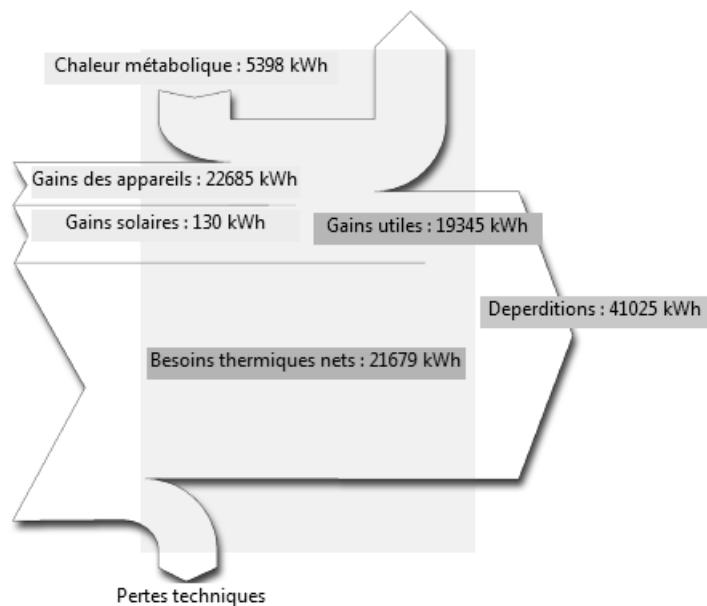 Chaleur métabolique : 5398 kWh
Gains des appareils : 22685 kWh
Gains solaires : 130 kWh
Gains utiles : 19345 kWh
Deperditions : 41025 kWh
Besoins thermiques nets : 21679 kWh
Pertes techniques